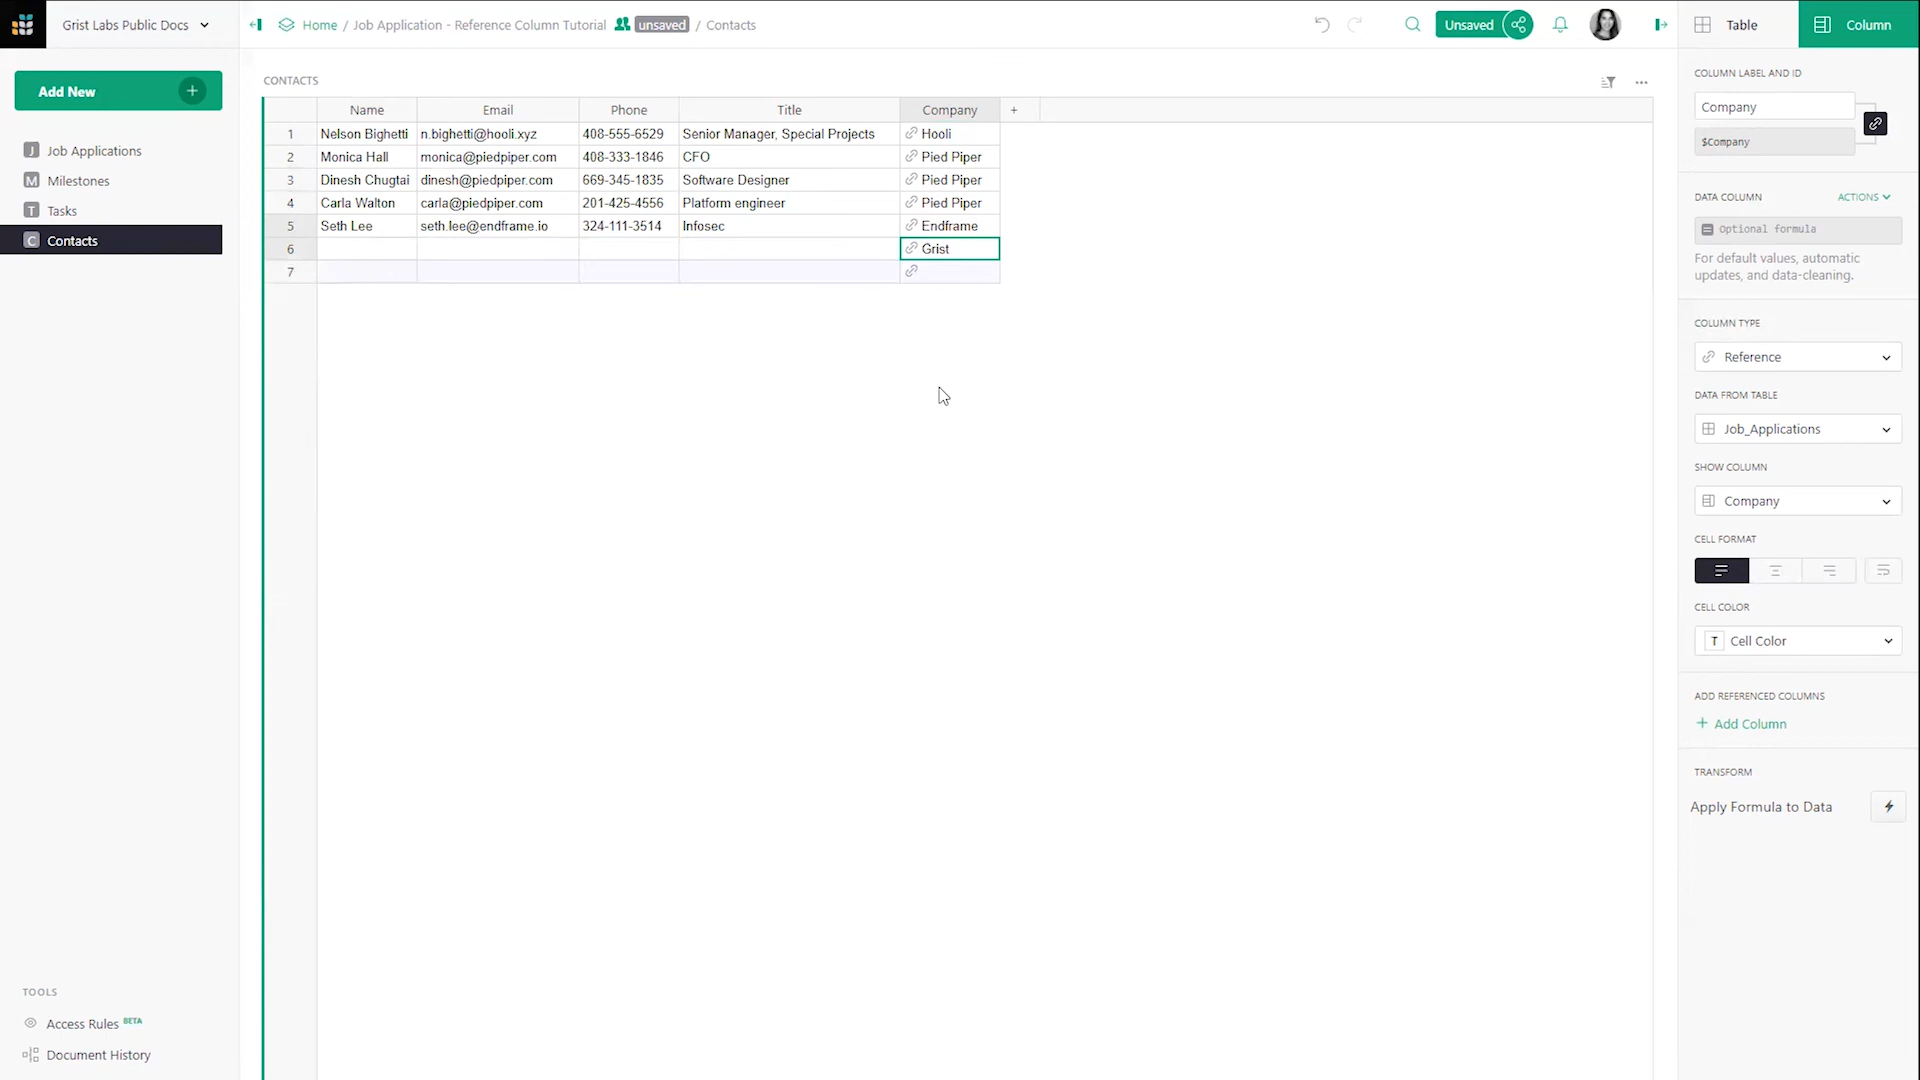 Grist Labs Public Docs
Home / Job Application - Reference Column Tutorial unsaved / Contacts
Unsaved
Table
Column
Add New
Job Applications
Milestones
Tasks
Contacts
TOOLS
Access Rules BETA
Document History
CONTACTS
Name Email Phone Title Company +
1 Nelson Bighetti n.bighetti@hooli.xyz 408-555-6529 Senior Manager, Special Projects Hooli
2 Monica Hall monica@piedpiper.com 408-333-1846 CFO Pied Piper
3 Dinesh Chugtai dinesh@piedpiper.com 669-345-1835 Software Designer Pied Piper
4 Carla Walton carla@piedpiper.com 201-425-4556 Platform engineer Pied Piper
5 Seth Lee seth.lee@endframe.io 324-111-3514 Infosec Endframe
6 Grist
7
COLUMN LABEL AND ID
Company
$Company
DATA COLUMN ACTIONS
Optional formula
For default values, automatic
updates, and data-cleaning.
COLUMN TYPE
Reference
DATA FROM TABLE
Job_Applications
SHOW COLUMN
Company
CELL FORMAT
CELL COLOR
T Cell Color
ADD REFERENCED COLUMNS
+ Add Column
TRANSFORM
Apply Formula to Data